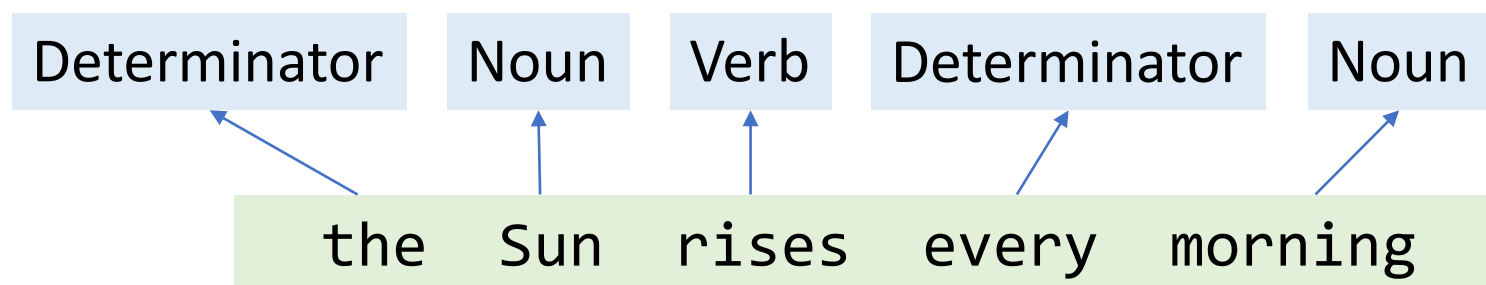 Determinator Noun Verb Determinator Noun
the Sun rises every morning